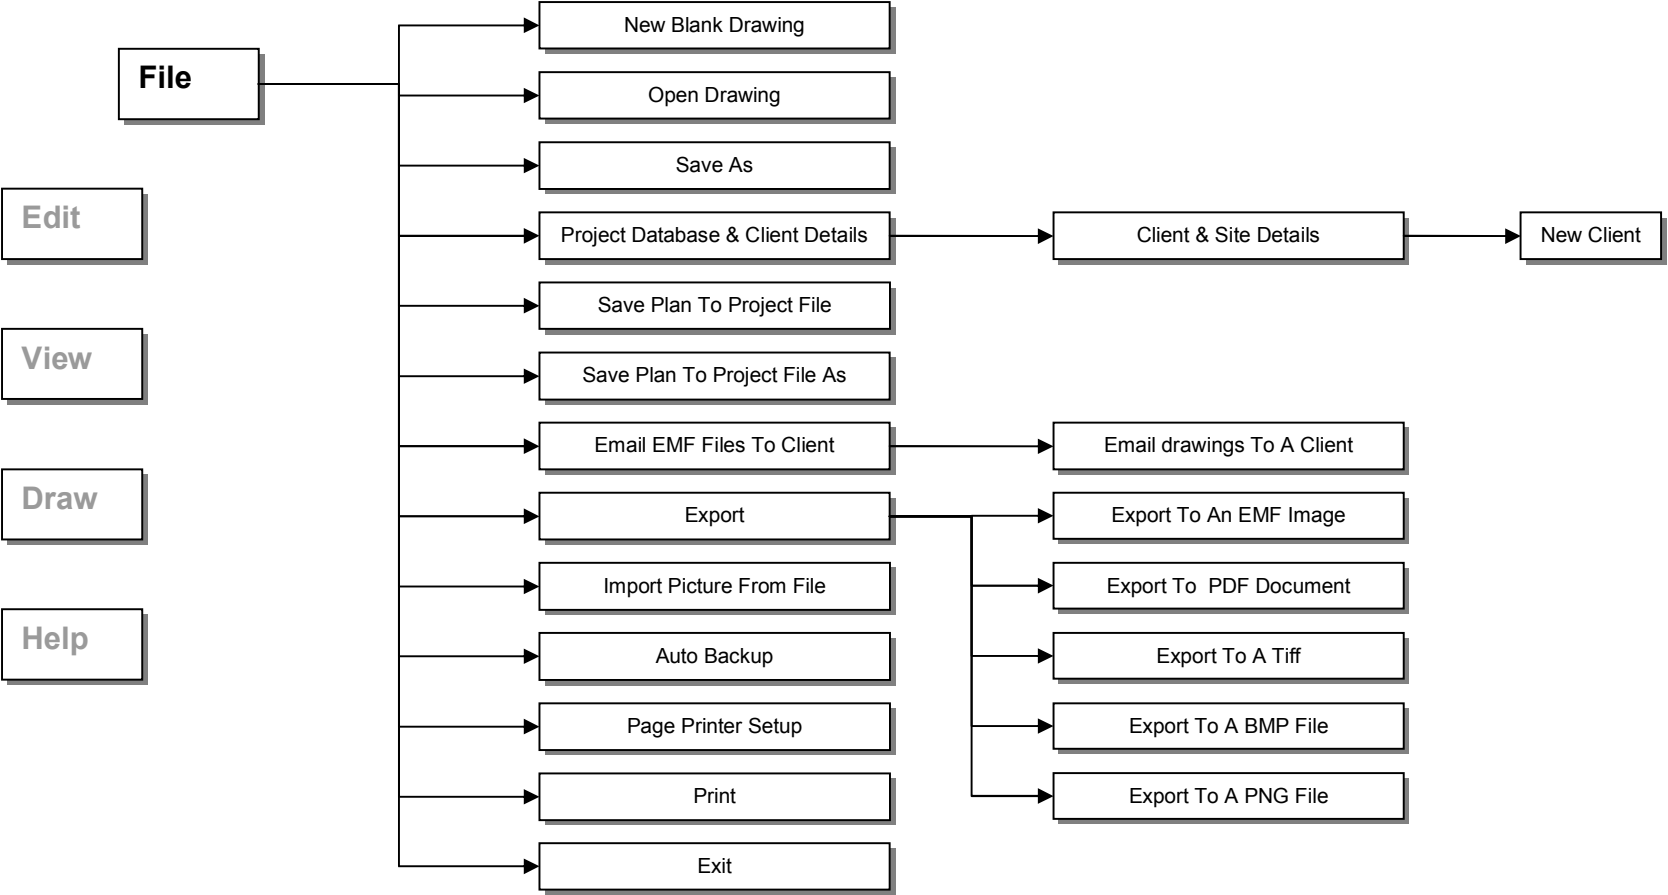 New Blank Drawing
File
Open Drawing
Save As
Edit
Project Database & Client Details
Client & Site Details
New Client
Save Plan To Project File
View
Save Plan To Project File As
Email EMF Files To Client
Email drawings To A Client
Draw
Export
Export To An EMF Image
Import Picture From File
Export To  PDF Document
Help
Auto Backup
Export To A Tiff
Page Printer Setup
Export To A BMP File
Print
Export To A PNG File
Exit